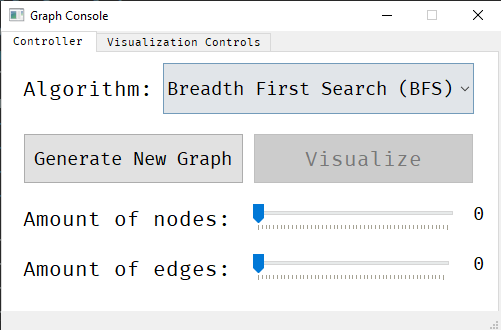 Graph Console
Controller Visualization Controls
Algorithm: Breadth First Search (BFS)
Generate New Graph Visualize
Amount of nodes: 0
Amount of edges: 0